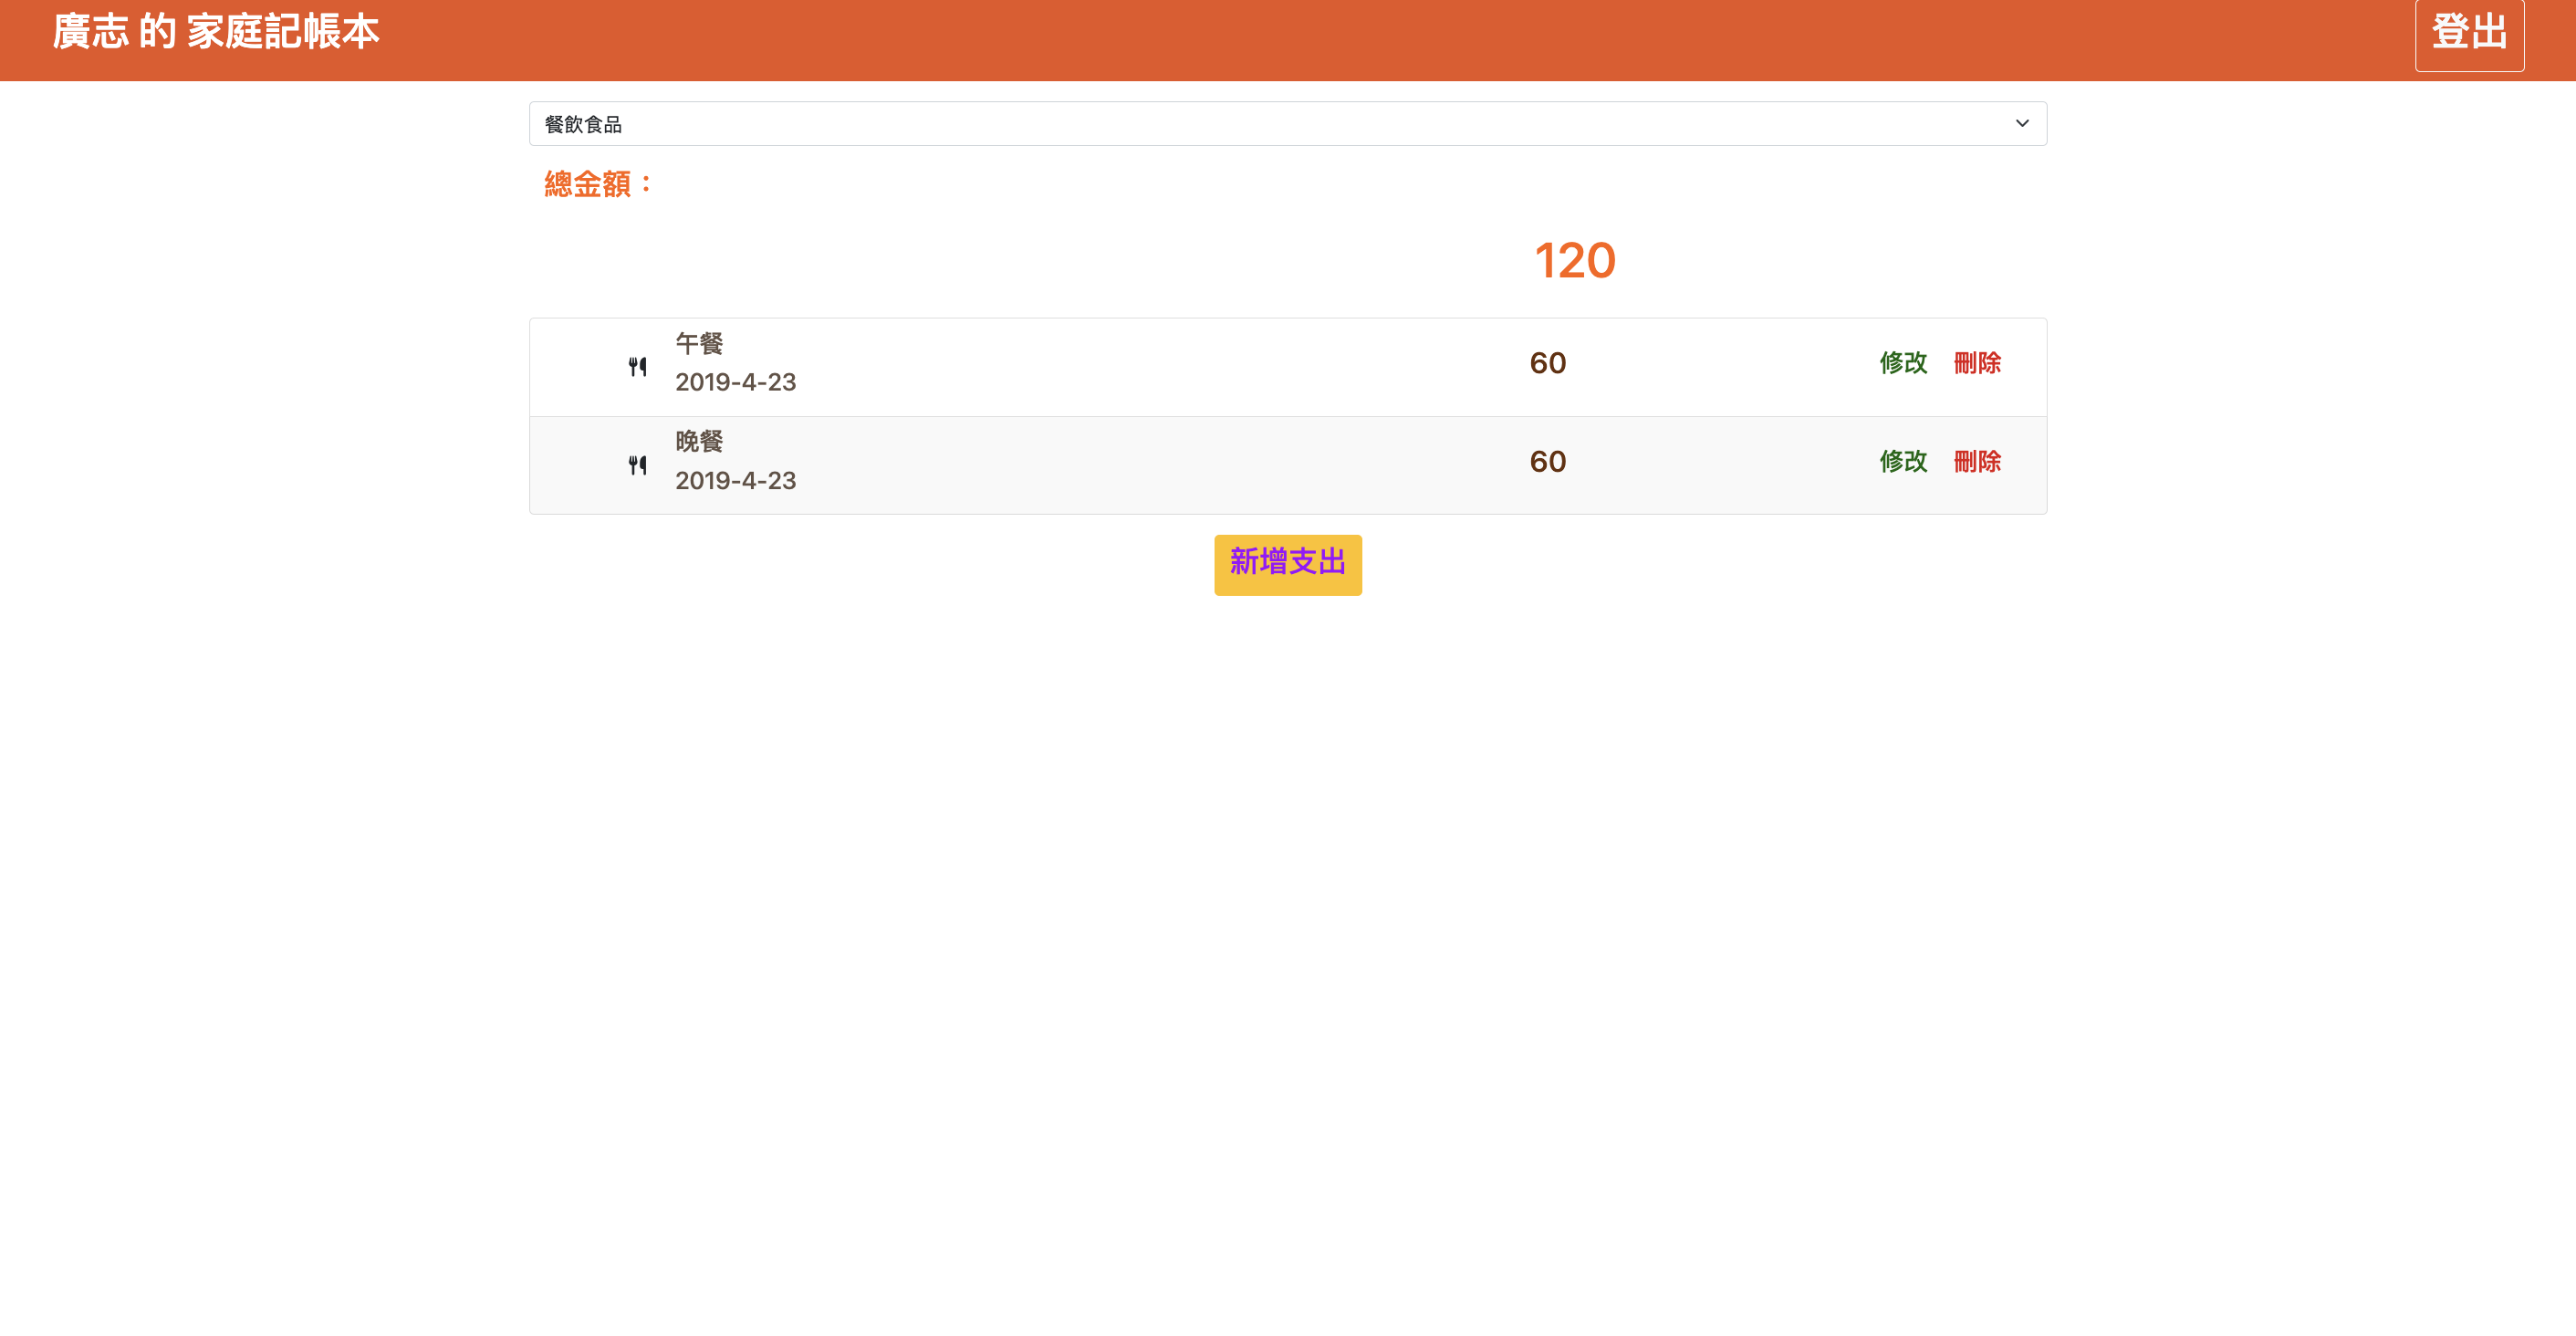 廣志 的 家庭記帳本
登出
餐飲食品
總金額：
120
午餐
2019-4-23
60
修改 刪除
晚餐
2019-4-23
60
修改 刪除
新增支出